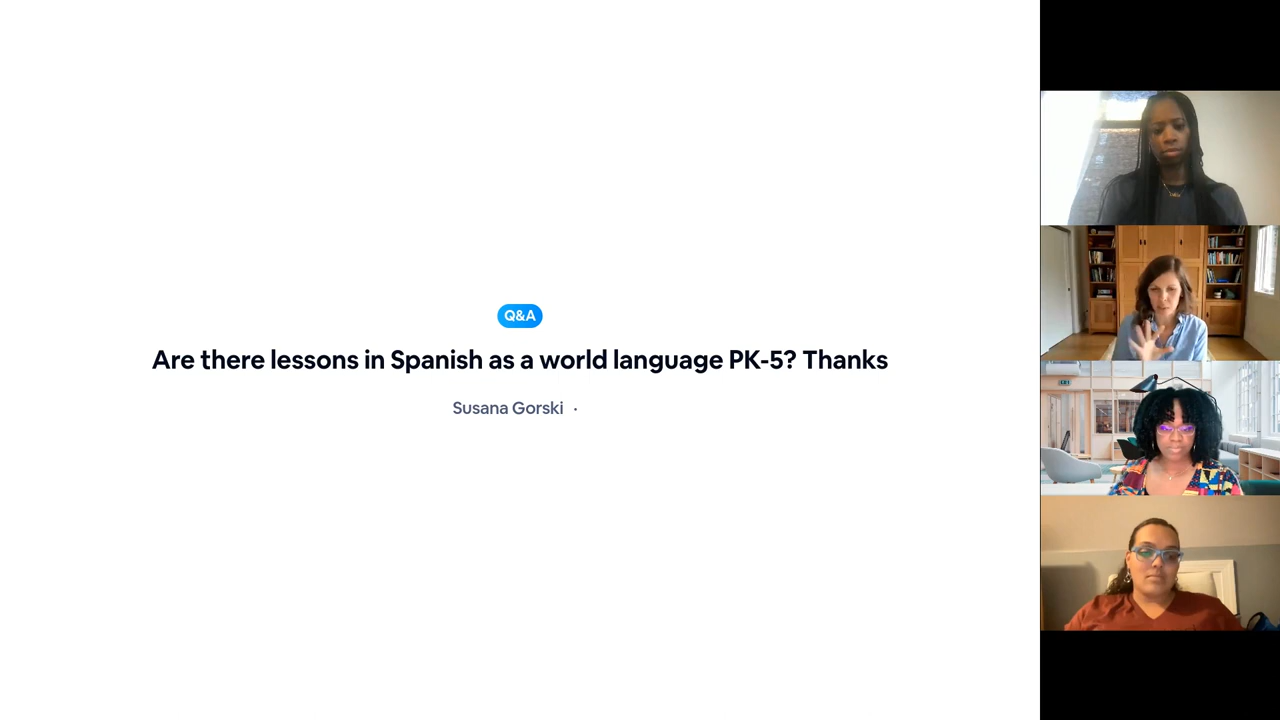 Q&A
Are there lessons in Spanish as a world language PK-5? Thanks
Susana Gorski ·